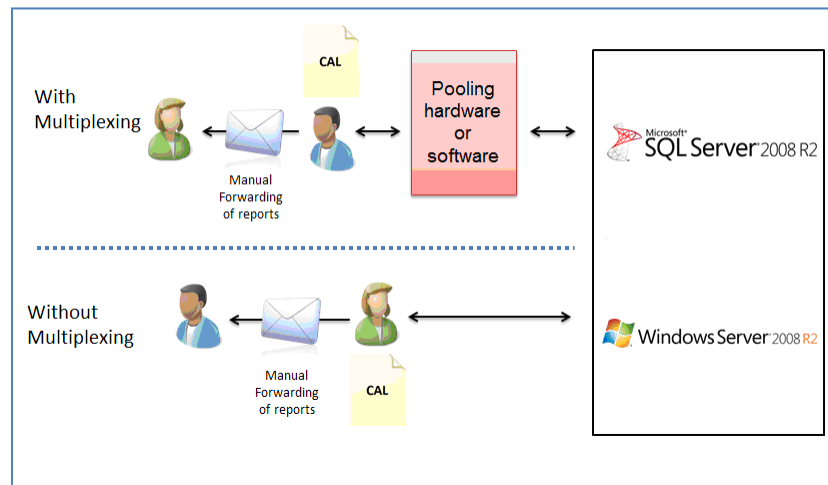 With
Multiplexing
CAL
Manual
Forwarding
of reports
Pooling
hardware
or
software
Microsoft®
SQL Server® 2008 R2
Without
Multiplexing
Manual
Forwarding
of reports
CAL
Windows Server® 2008 R2